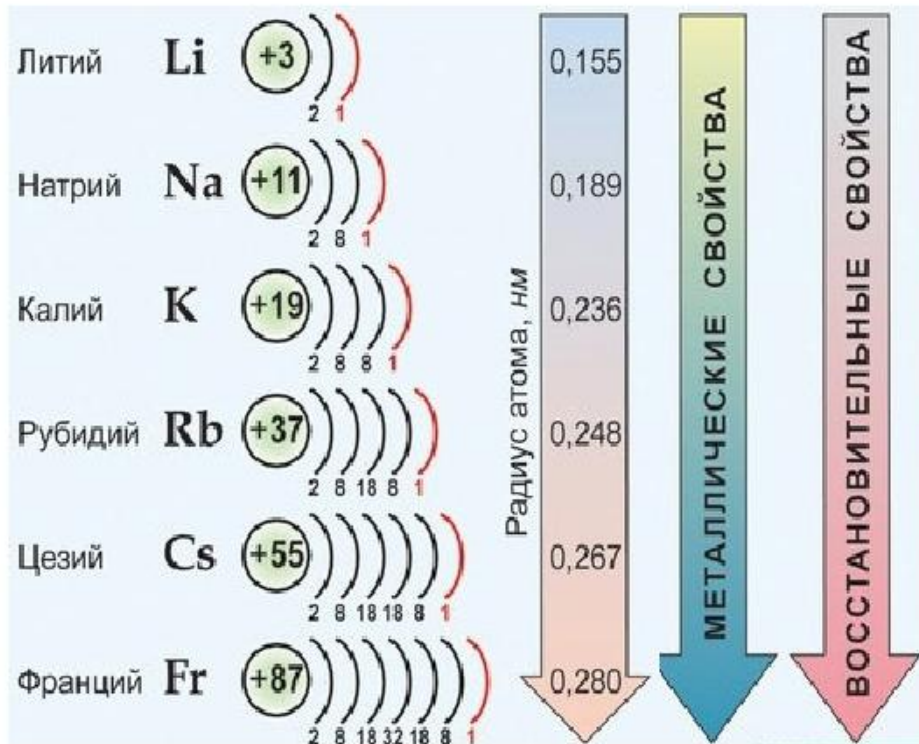 Литий Li +3 0,155
2 1
Натрий Na +11 0,189
2 8 1
Калий K +19 0,236
2 8 8 1
Рубидий Rb +37 0,248
2 8 18 8 1
Цезий Cs +55 0,267
2 8 18 18 8 1
Франций Fr +87 0,280
2 8 18 32 18 8 1
Радиус атома, нм
МЕТАЛЛИЧЕСКИЕ СВОЙСТВА
ВОССТАНОВИТЕЛЬНЫЕ СВОЙСТВА